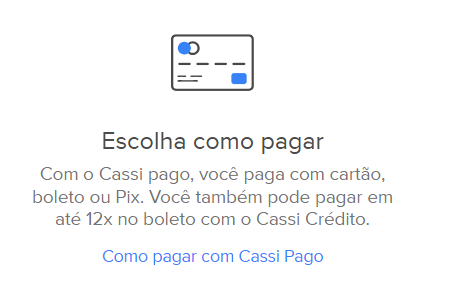 Escolha como pagar
Com o Cassi pago, você paga com cartão,
boleto ou Pix. Você também pode pagar em
até 12x no boleto com o Cassi Crédito.
Como pagar com Cassi Pago